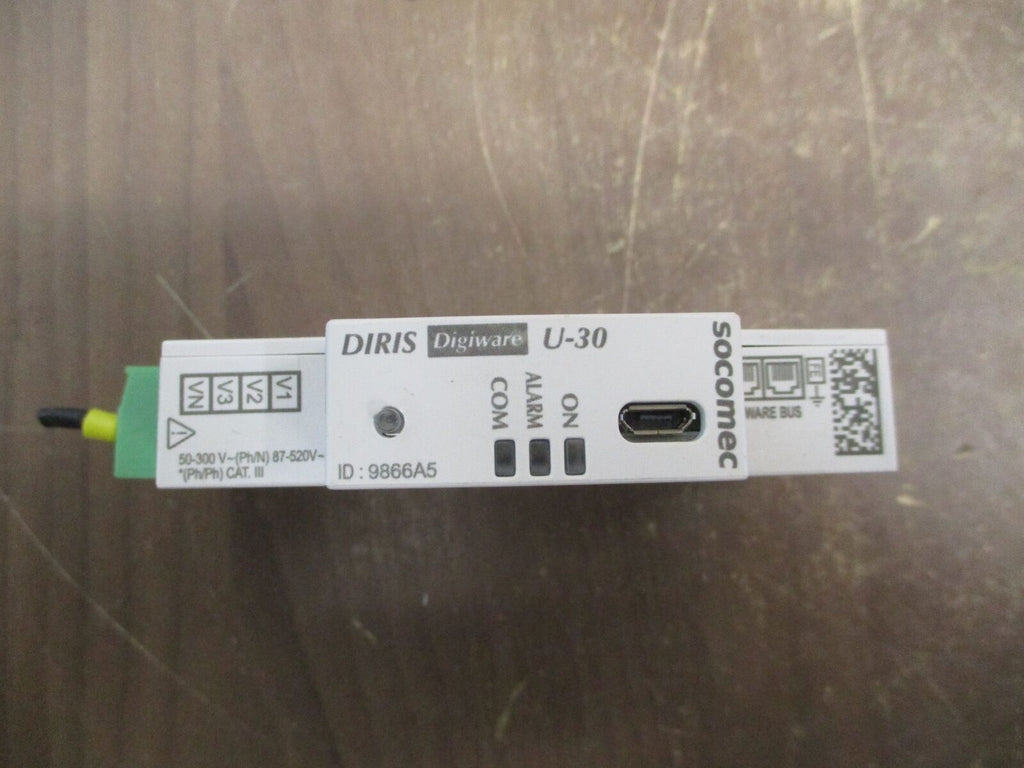 DIRIS Digiware U-30
socomec
VN V3 V2 V1
50-300 V~(Ph/N) 87-520V~
*(Ph/Ph) CAT. III
COM ALARM ON
ID : 9866A5
WARE BUS
FE